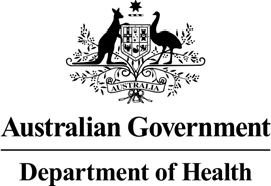 AUSTRALIA
Australian Government
Department of Health